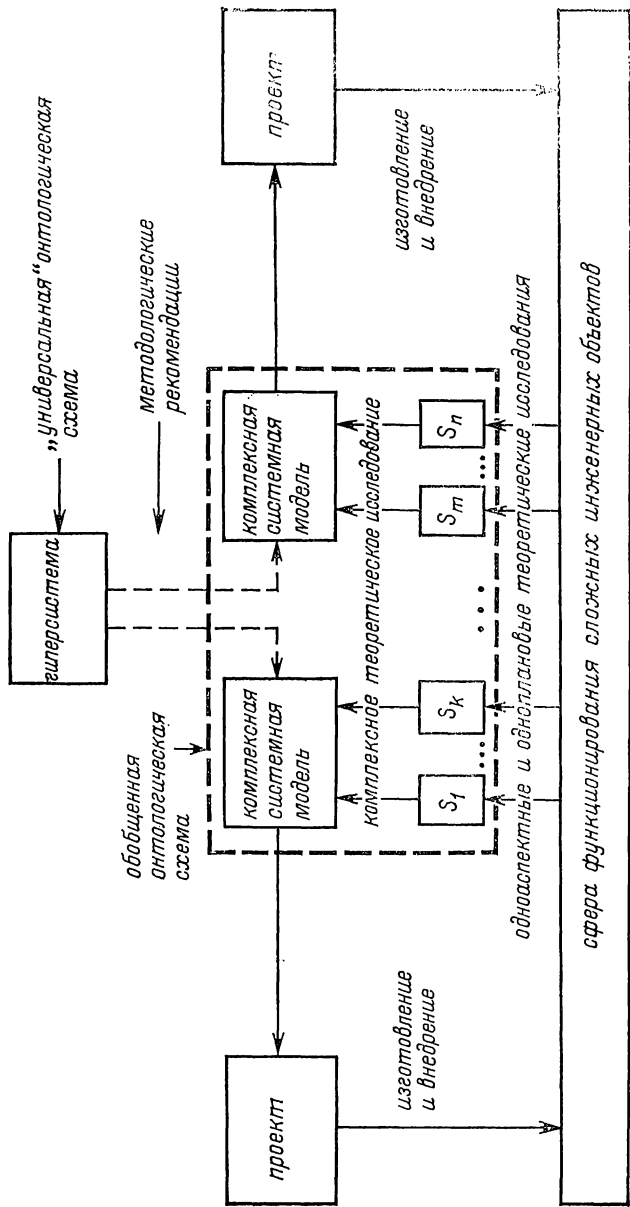 „универсальная“ онтологическая
схема
гиперсистема
методологические
рекомендации
обобщенная
онтологическая
схема
проект
комплексная
системная
модель
комплексная
системная
модель
проект
комплексное теоретическое исследование
S₁
...
Sₖ
...
Sₘ
...
Sₙ
изготовление
и внедрение
одноаспектные и одноплановые теоретические исследования
изготовление
и внедрение
сфера функционирования сложных инженерных объектов